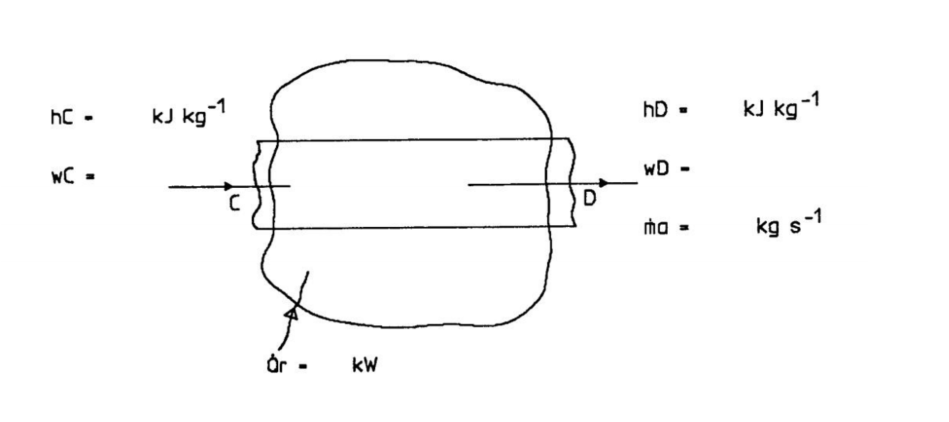 hC = kJ kg⁻¹
wC =
C
hD = kJ kg⁻¹
wD =
D
ṁa = kg s⁻¹
Q̇r = kW